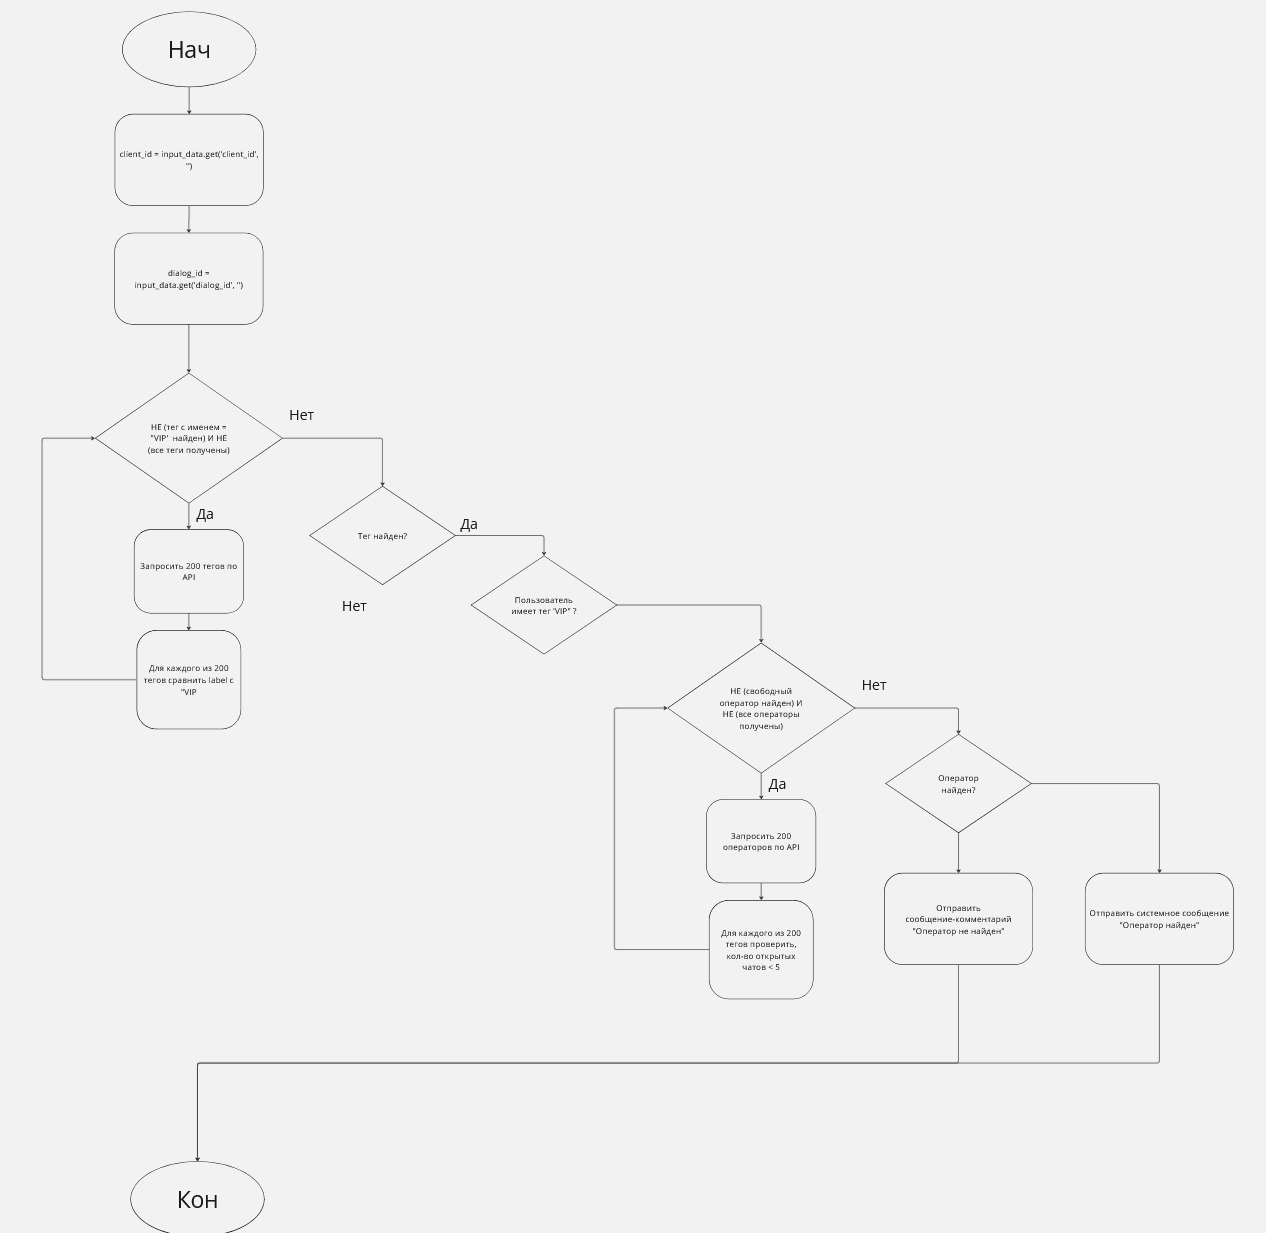 Нач
client_id = input_data.get('client_id',
'')
dialog_id =
input_data.get('dialog_id', '')
НЕ (тег с именем =
"VIP' найден) И НЕ
(все теги получены)
Нет
Да
Запросить 200 тегов по
API
Для каждого из 200
тегов сравнить label с
"VIP
Тег найден?
Да
Нет
Пользователь
имеет тег 'VIP" ?
НЕ (свободный
оператор найден) И
НЕ (все операторы
получены)
Нет
Да
Запросить 200
операторов по API
Для каждого из 200
тегов проверить,
кол-во открытых
чатов < 5
Оператор
найден?
Отправить
сообщение-комментарий
"Оператор не найден"
Отправить системное сообщение
"Оператор найден"
Кон